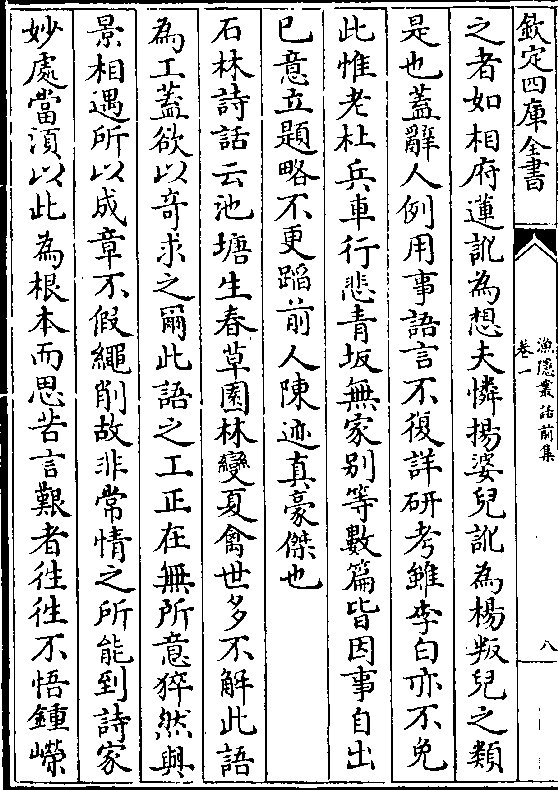 欽定四庫全書
漁隱叢話前集
卷一
八
之者如相府蓮訛為想夫憐揚婆兒訛為楊叛兒之類
是也蓋辭人例用事語言不復詳研考雖李白亦不免
此惟老杜兵車行悲青坂無家别等數篇皆因事自出
已意立題略不更蹈前人陳迹真豪傑也
石林詩話云池塘生春草園林變夏禽世多不解此語
為工蓋欲以竒求之爾此語之工正在無所意猝然與
景相遇所以成章不假繩削故非常情之所能到詩家
妙處當湏以此為根本而思苦言艱者徃徃不悟鍾嶸